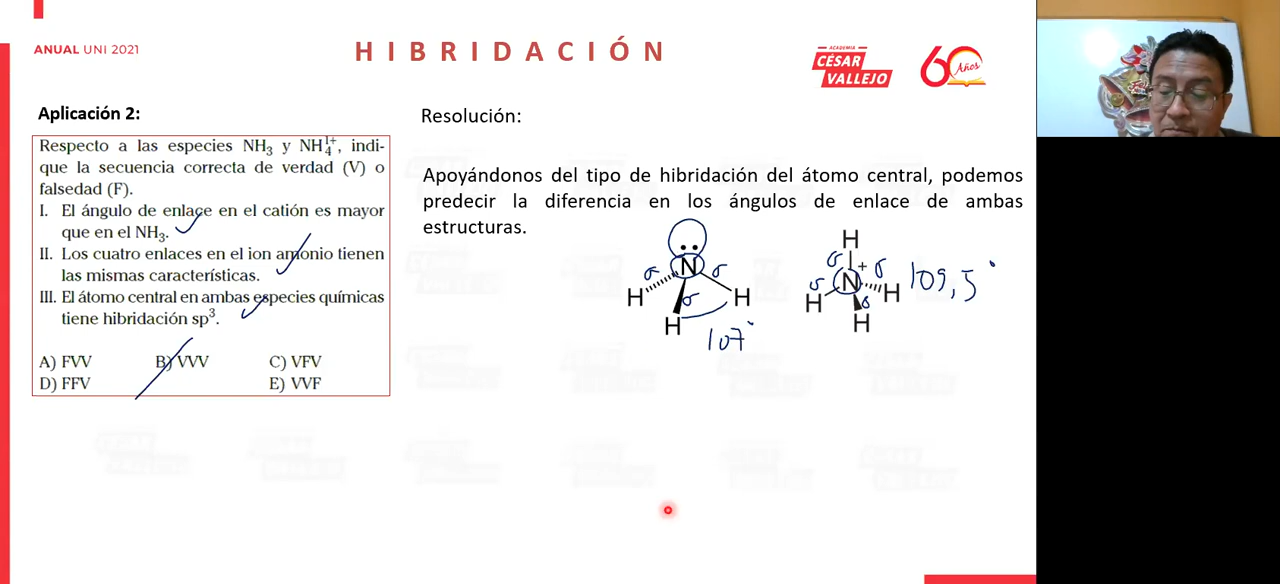 ANUAL UNI 2021
HIBRIDACIÓN
ACADEMIA
CÉSAR
VALLEJO
60
Años
Aplicación 2:
Respecto a las especies NH₃ y NH₄¹⁺, indi-
que la secuencia correcta de verdad (V) o
falsedad (F).
I. El ángulo de enlace en el catión es mayor
que en el NH₃.
II. Los cuatro enlaces en el ion amonio tienen
las mismas características.
III. El átomo central en ambas especies químicas
tiene hibridación sp³.
A) FVV B) VVV C) VFV
D) FFV E) VVF
Resolución:
Apoyándonos del tipo de hibridación del átomo central, podemos
predecir la diferencia en los ángulos de enlace de ambas
estructuras.
N
σ σ
H σ H
H
107°
H
σ + σ
σ N
H σ H
H
109,5°